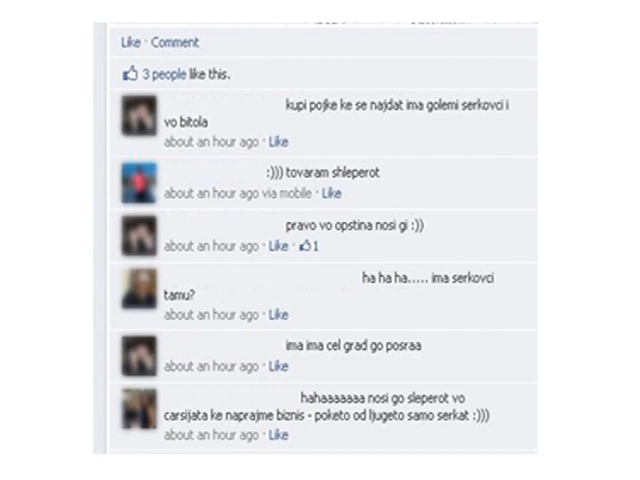 Like · Comment
3 people like this.
kupi pojke ke se najdat ima golemi serkovci i
vo bitola
about an hour ago · Like
:))) tovaram shleperot
about an hour ago via mobile · Like
pravo vo opstina nosi gi :))
about an hour ago · Like · 1
ha ha ha..... ima serkovci
tamu?
about an hour ago · Like
ima ima cel grad go posraa
about an hour ago · Like
hahaaaaaaa nosi go sleperot vo
carsijata ke naprajme biznis - poketo od ljugeto samo serkat :)))
about an hour ago · Like